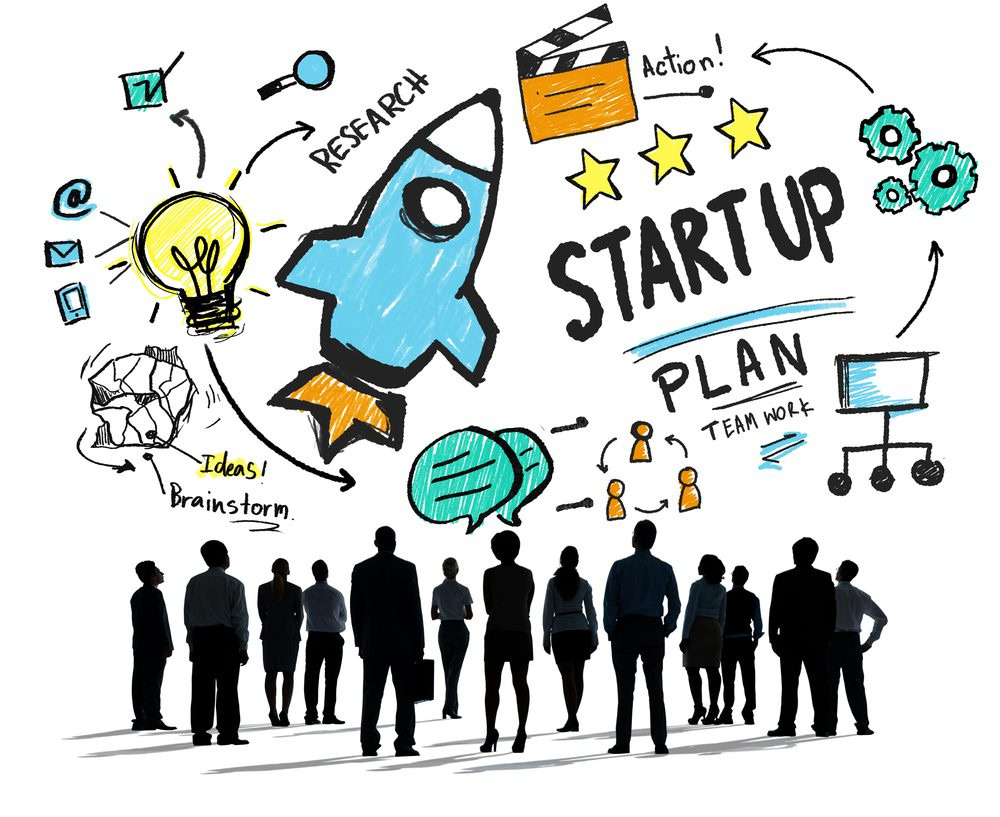 RESEARCH
Action!
START UP
PLAN
TEAM WORK
@
Ideas!
Brainstorm.